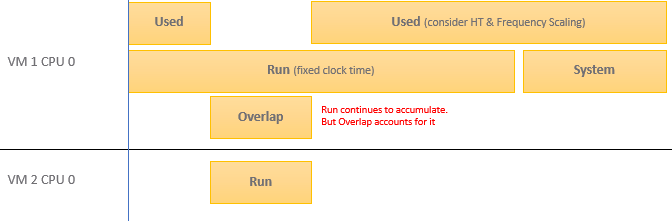 Used
Used (consider HT & Frequency Scaling)
VM 1 CPU 0
Run (fixed clock time)
System
Overlap
Run continues to accumulate.
But Overlap accounts for it
VM 2 CPU 0
Run